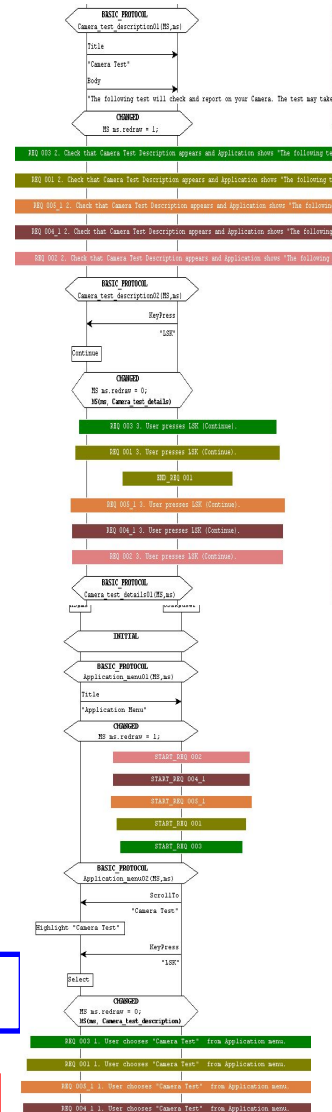 BASIC_PROTOCOL
Camera_test_description01(MS,ms)
Title
"Camera Test"
Body
"The following test will check and report on your Camera. The test may take
CHANGED
MS ms.redraw = 1;
REQ 003 2. Check that Camera Test Description appears and Application shows "The following te
REQ 001 2. Check that Camera Test Description appears and Application shows "The following t
REQ 005_1 2. Check that Camera Test Description appears and Application shows "The followin
REQ 004_1 2. Check that Camera Test Description appears and Application shows "The following
REQ 002 2. Check that Camera Test Description appears and Application shows "The following
BASIC_PROTOCOL
Camera_test_description02(MS,ms)
KeyPress
"LSK"
Continue
CHANGED
MS ms.redraw = 0;
NS(ms, Camera_test_details)
REQ 003 3. User presses LSK (Continue).
REQ 001 3. User presses LSK (Continue).
END_REQ 001
REQ 005_1 3. User presses LSK (Continue).
REQ 004_1 3. User presses LSK (Continue).
REQ 002 3. User presses LSK (Continue).
BASIC_PROTOCOL
Camera_test_details01(MS,ms)
INITIAL
BASIC_PROTOCOL
Application_menu01(MS,ms)
Title
"Application Menu"
CHANGED
MS ms.redraw = 1;
START_REQ 002
START_REQ 004_1
START_REQ 005_1
START_REQ 001
START_REQ 003
BASIC_PROTOCOL
Application_menu02(MS,ms)
ScrollTo
"Camera Test"
Highlight "Camera Test"
KeyPress
"LSK"
Select
CHANGED
MS ms.redraw = 0;
NS(ms, Camera_test_description)
REQ 003 1. User chooses "Camera Test" from Application menu.
REQ 001 1. User chooses "Camera Test" from Application menu.
REQ 005_1 1. User chooses "Camera Test" from Application menu.
REQ 004_1 1. User chooses "Camera Test" from Application menu.